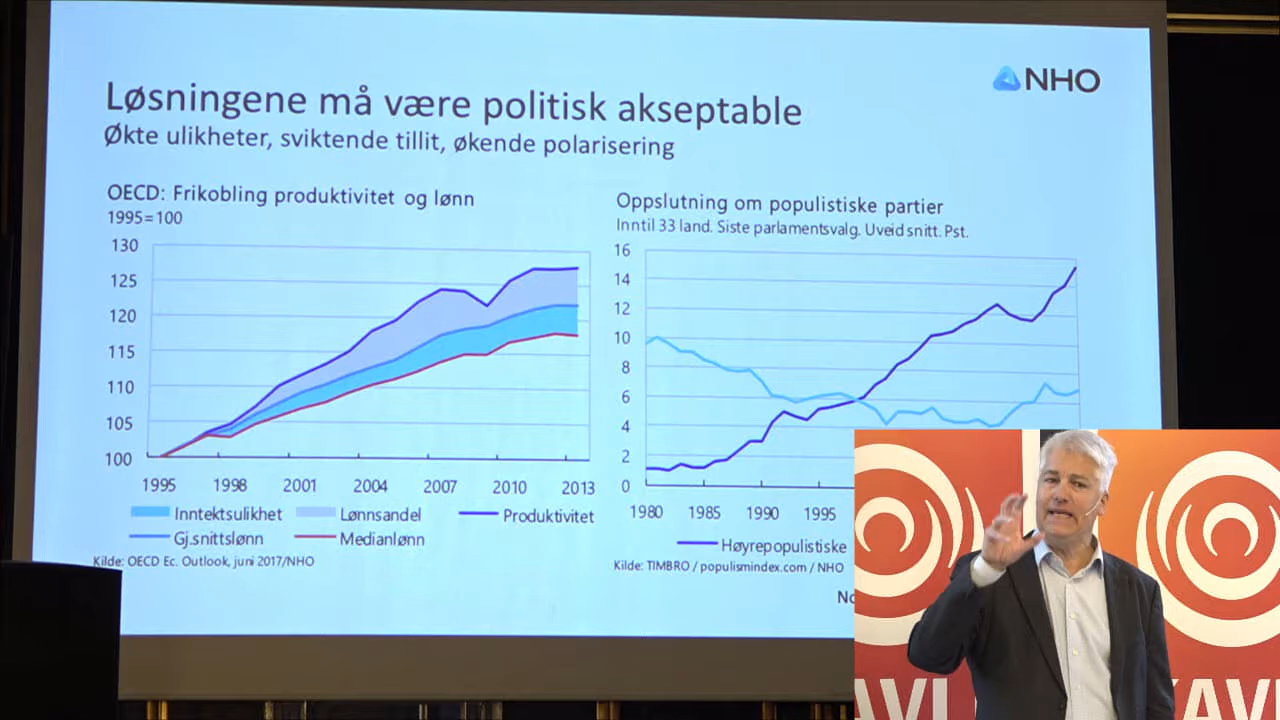 Løsningene må være politisk akseptable
NHO
Økte ulikheter, sviktende tillit, økende polarisering
OECD: Frikobling produktivitet og lønn
1995=100
130
125
120
115
110
105
100
1995 1998 2001 2004 2007 2010 2013
Inntektsulikhet Lønnsandel Produktivitet
Gj.snittslønn Medianlønn
Kilde: OECD Ec. Outlook, juni 2017/NHO
Oppslutning om populistiske partier
Inntil 33 land. Siste parlamentsvalg. Uveid snitt. Pst.
16
14
12
10
8
6
4
2
0
1980 1985 1990 1995
Høyrepopulistiske
Kilde: TIMBRO / populismindex.com / NHO